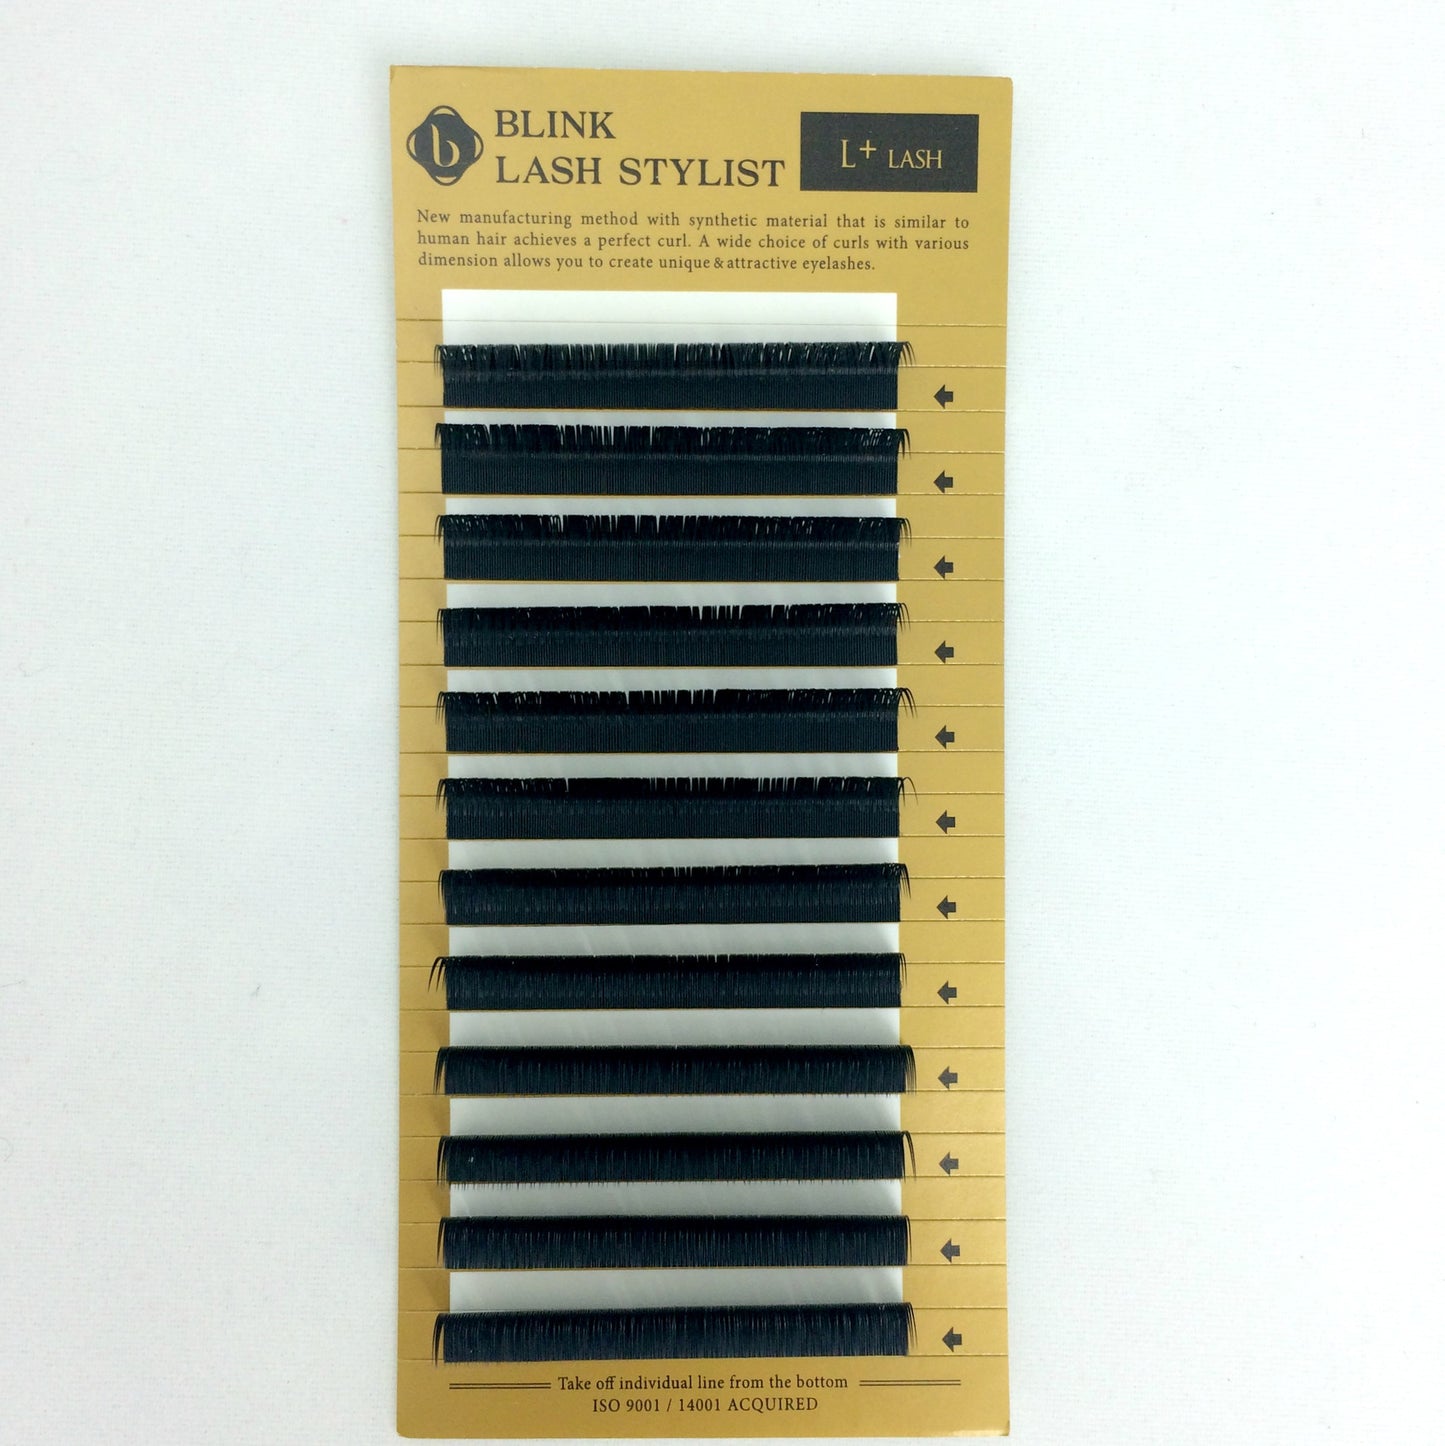 b
BLINK
LASH STYLIST
L+ LASH
New manufacturing method with synthetic material that is similar to
human hair achieves a perfect curl. A wide choice of curls with various
dimension allows you to create unique & attractive eyelashes.
Take off individual line from the bottom
ISO 9001 / 14001 ACQUIRED